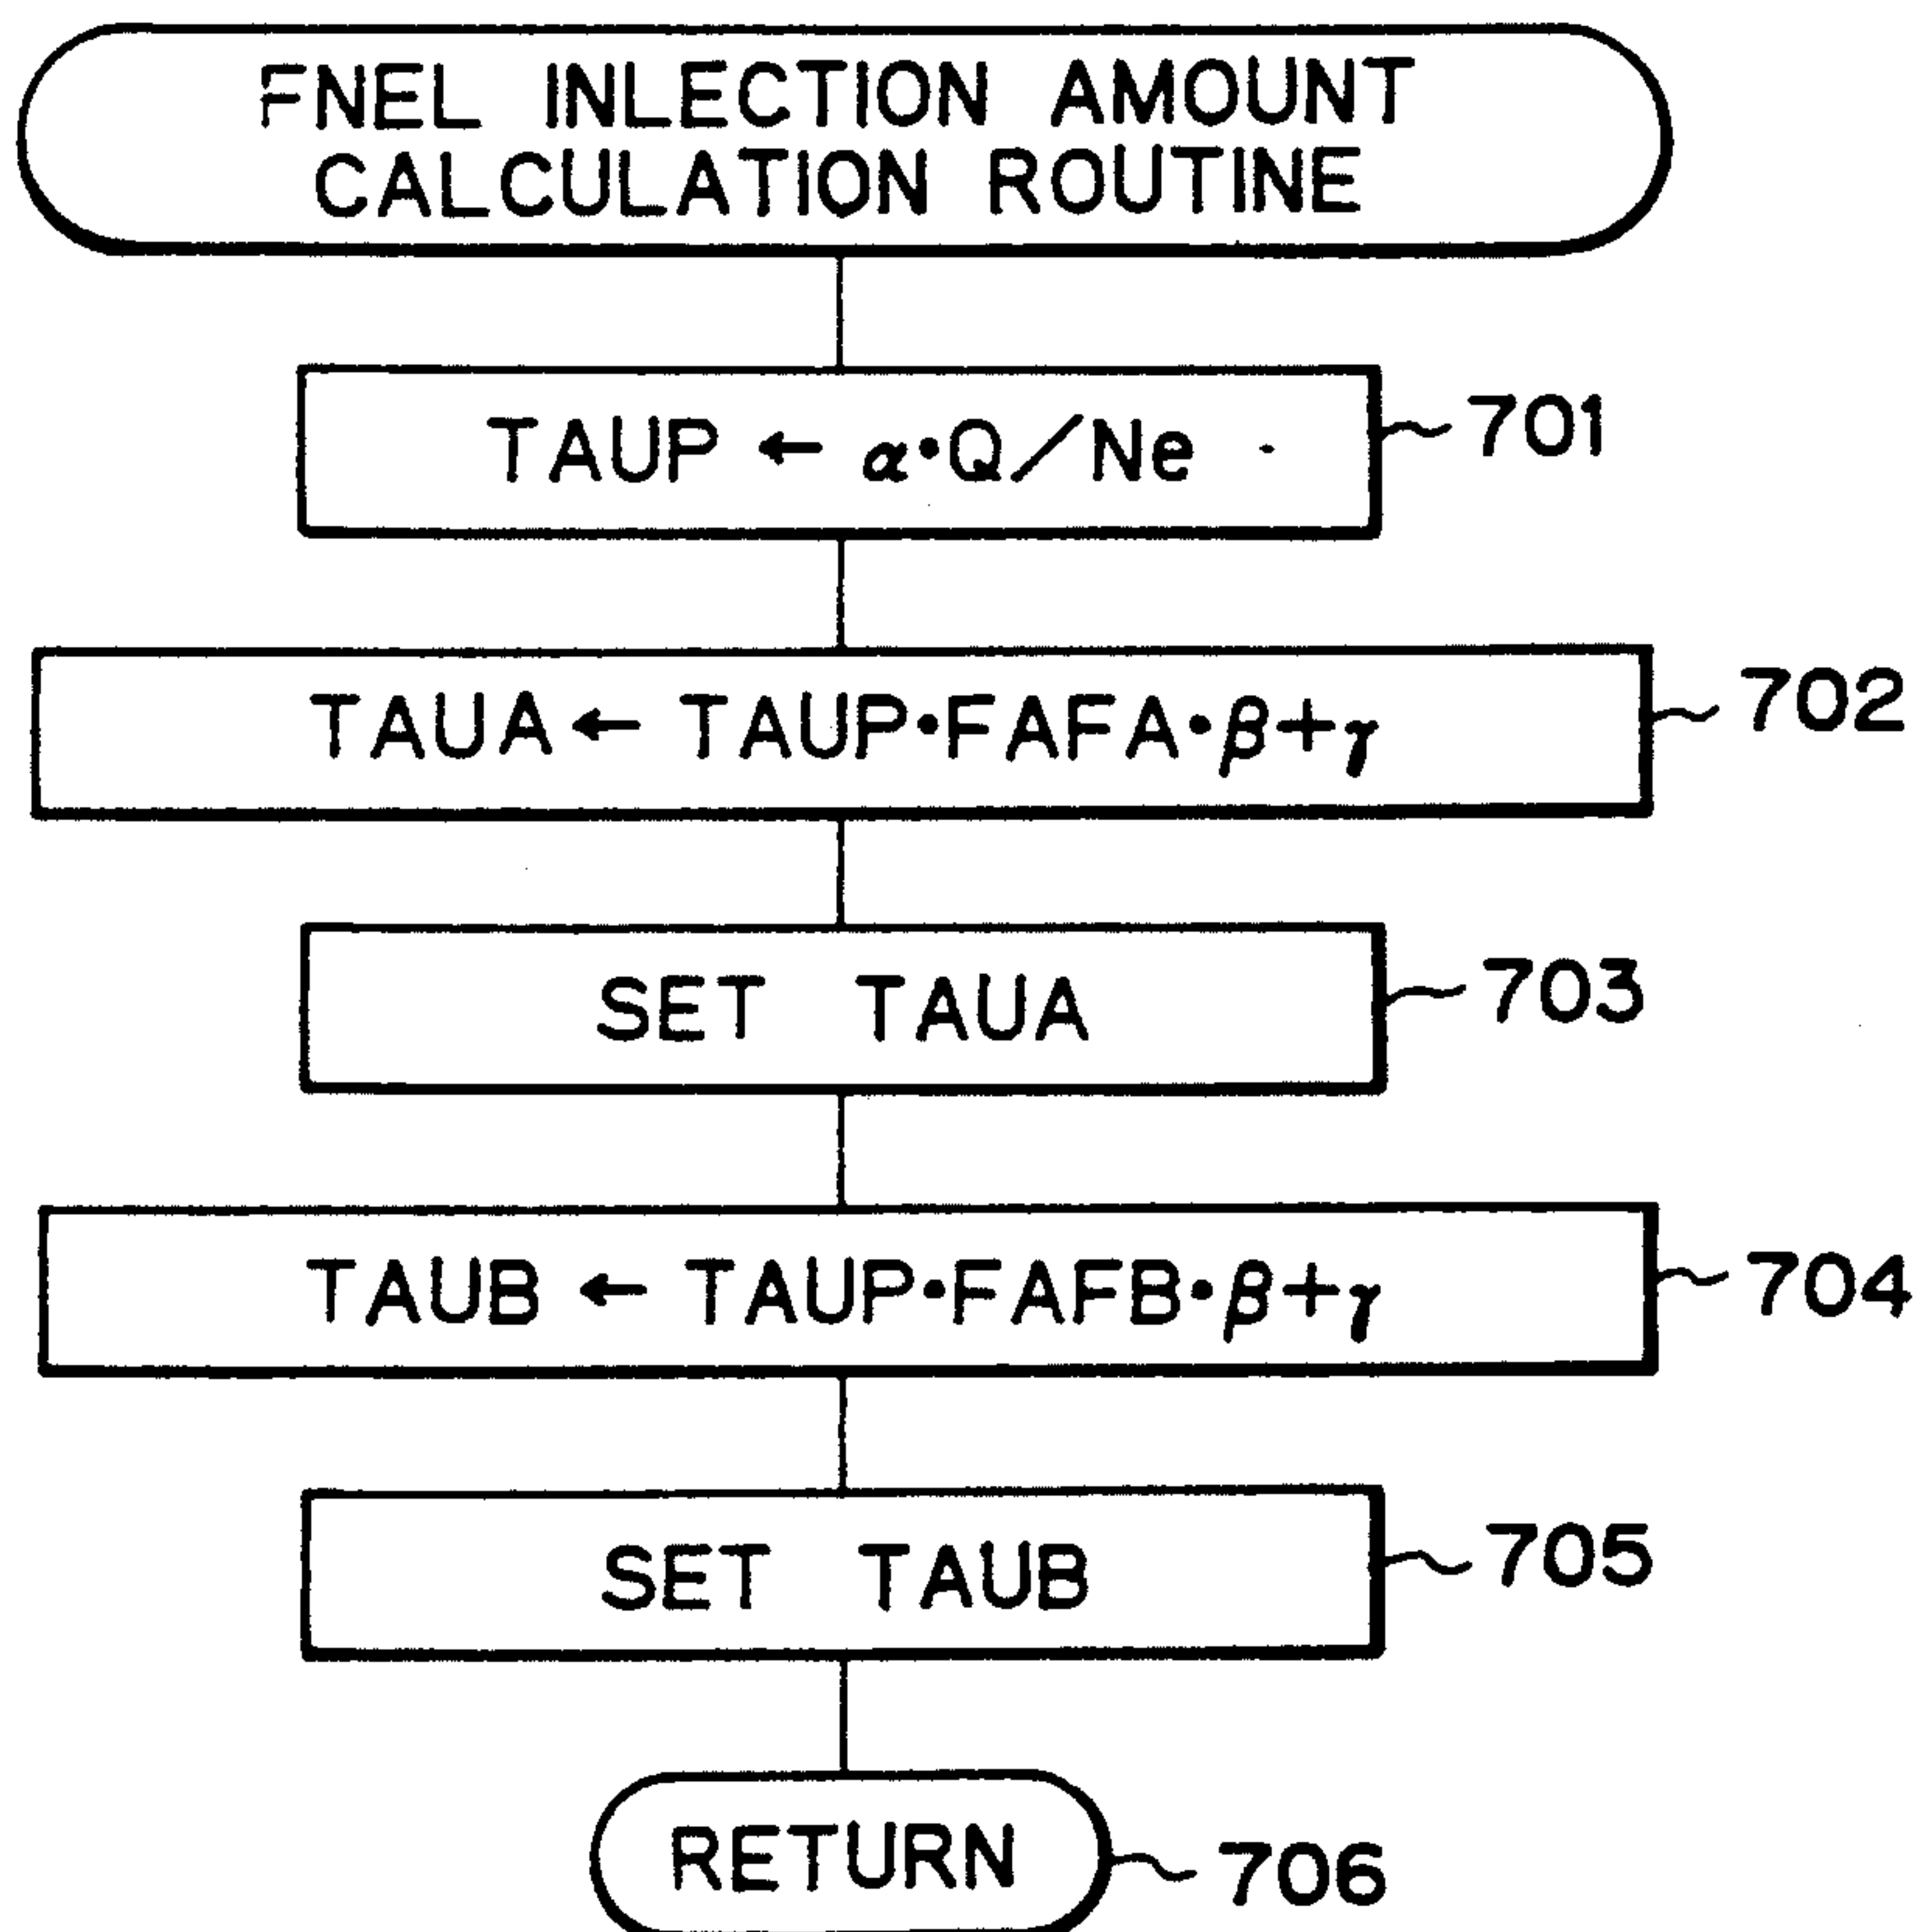 FNEL INLECTION AMOUNT
CALCULATION ROUTINE
TAUP ← α•Q/Ne
701
TAUA ← TAUP•FAFA•β+γ
702
SET TAUA
703
TAUB ← TAUP•FAFB•β+γ
704
SET TAUB
705
RETURN
706